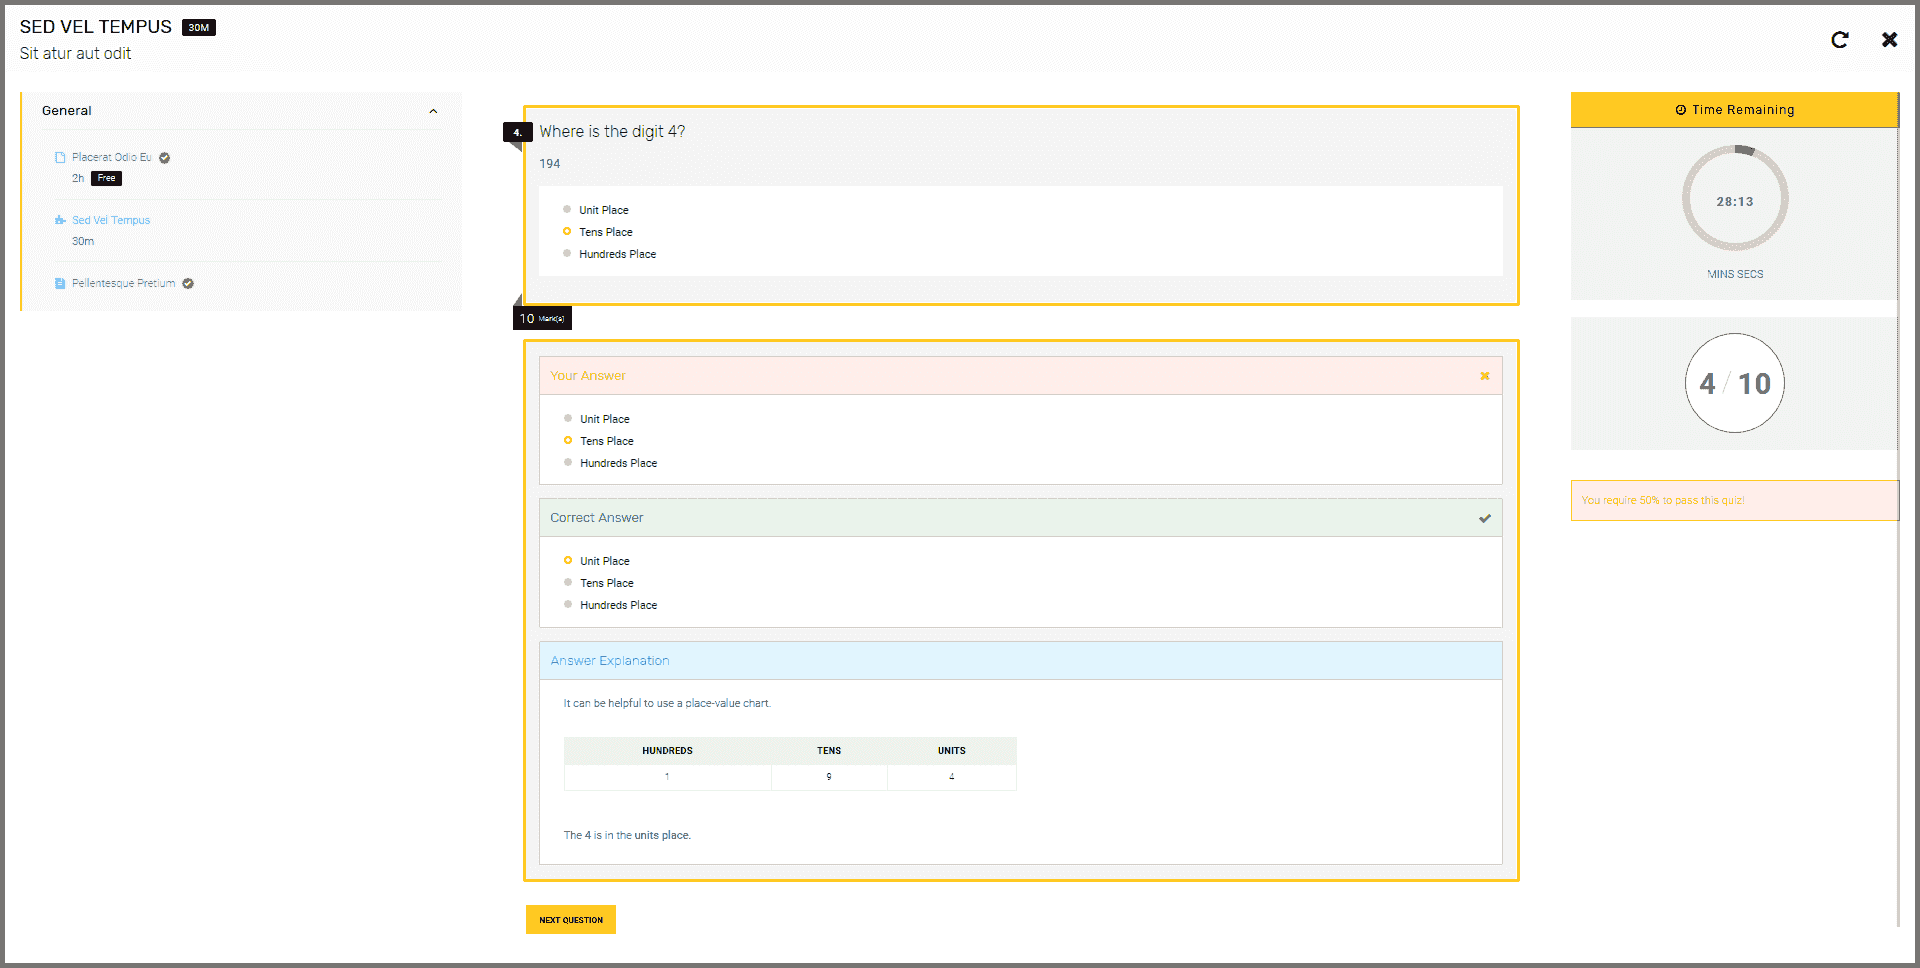 SED VEL TEMPUS 30M
Sit atur aut odit
General
Placerat Odio Eu
2h Free
Sed Vel Tempus
30m
Pellentesque Pretium
4. Where is the digit 4?
194
Unit Place
Tens Place
Hundreds Place
10 Mark(s)
Your Answer
Unit Place
Tens Place
Hundreds Place
Correct Answer
Unit Place
Tens Place
Hundreds Place
Answer Explanation
It can be helpful to use a place-value chart.
HUNDREDS TENS UNITS
1 9 4
The 4 is in the units place.
NEXT QUESTION
Time Remaining
28:13
MINS SECS
4 / 10
You require 50% to pass this quiz!